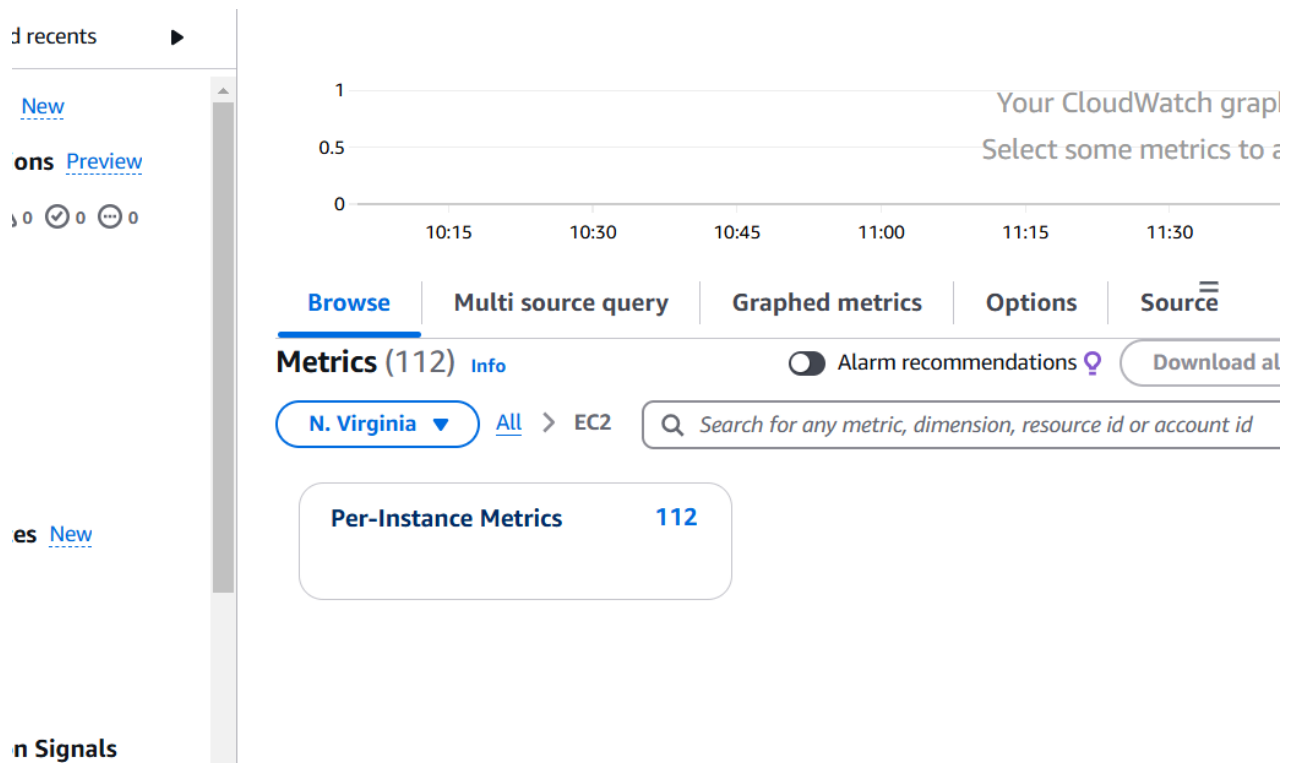 d recents
New
ons Preview
0 0 0
es New
n Signals
1
Your CloudWatch grap
0.5
Select some metrics to a
0
10:15 10:30 10:45 11:00 11:15 11:30
Browse Multi source query Graphed metrics Options Source
Metrics (112) Info Alarm recommendations Download al
N. Virginia All > EC2 Search for any metric, dimension, resource id or account id
Per-Instance Metrics 112